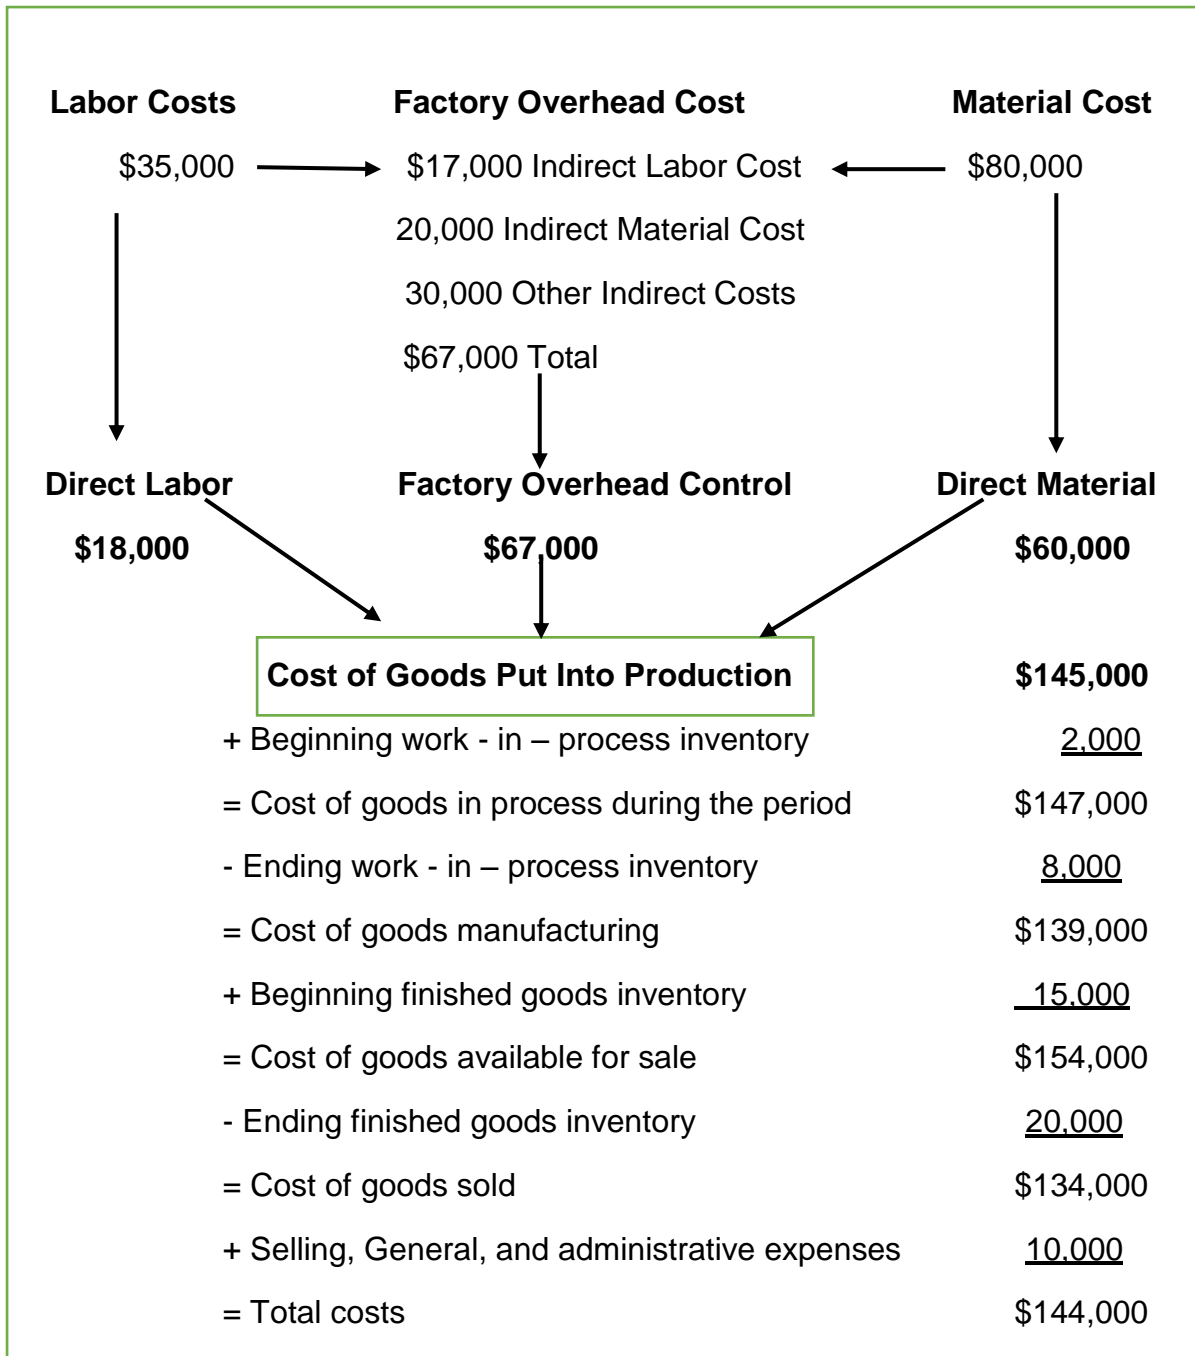 Labor Costs Factory Overhead Cost Material Cost
$35,000 $17,000 Indirect Labor Cost $80,000
20,000 Indirect Material Cost
30,000 Other Indirect Costs
$67,000 Total
Direct Labor Factory Overhead Control Direct Material
$18,000 $67,000 $60,000
Cost of Goods Put Into Production $145,000
+ Beginning work - in – process inventory 2,000
= Cost of goods in process during the period $147,000
- Ending work - in – process inventory 8,000
= Cost of goods manufacturing $139,000
+ Beginning finished goods inventory 15,000
= Cost of goods available for sale $154,000
- Ending finished goods inventory 20,000
= Cost of goods sold $134,000
+ Selling, General, and administrative expenses 10,000
= Total costs $144,000